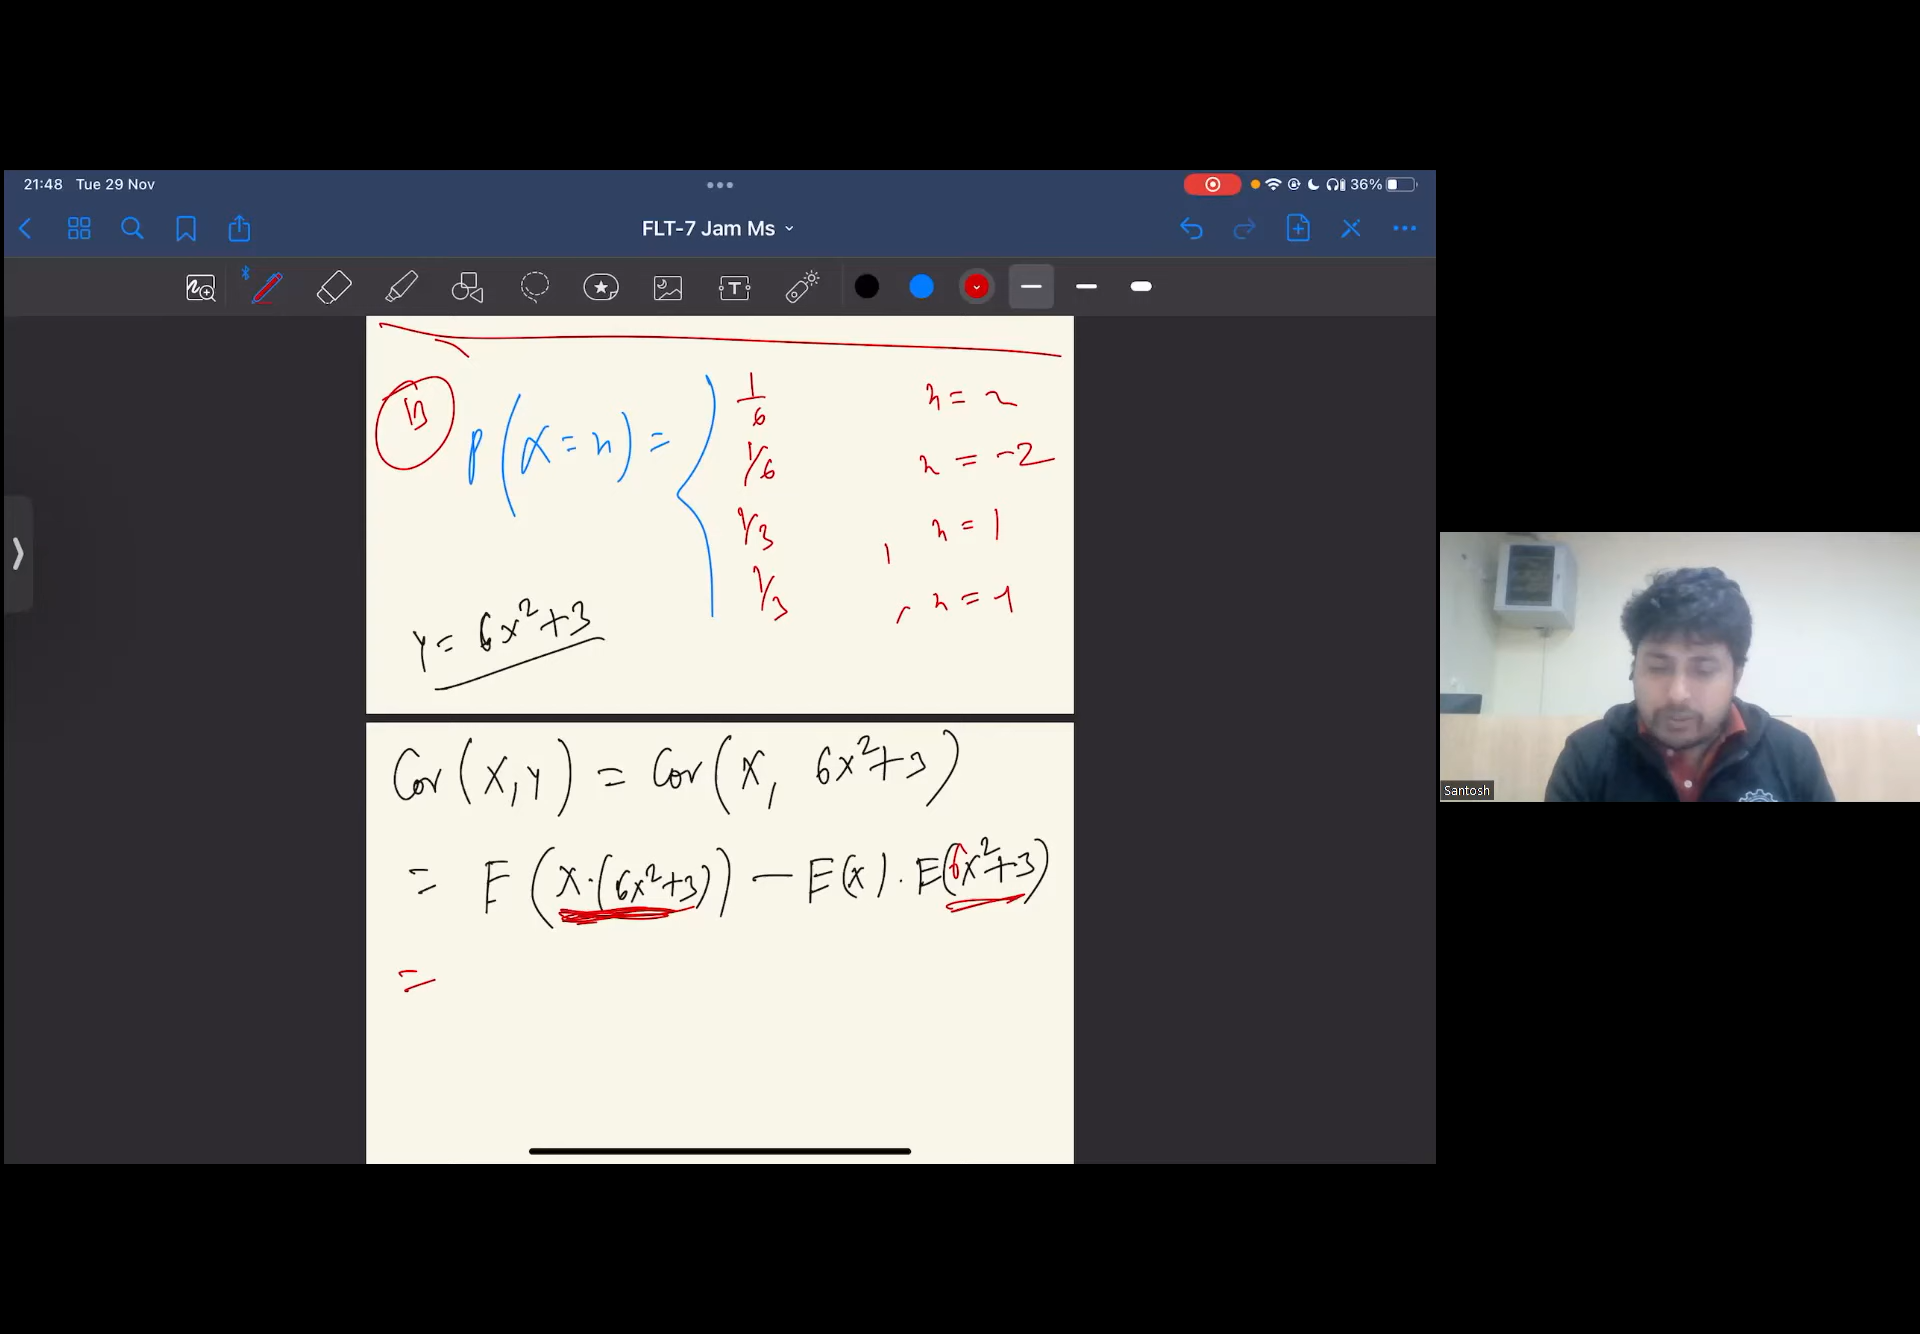 21:48 Tue 29 Nov
36%
FLT-7 Jam Ms
13
P(X=x) =
1/6 x = 2
1/6 x = -2
1/3 , x = 1
1/3 , x = -1
Y = 6x²+3
Cov(X,Y) = Cov(X, 6x²+3)
= E(X·(6x²+3)) − E(X)·E(6x²+3)
=
Santosh